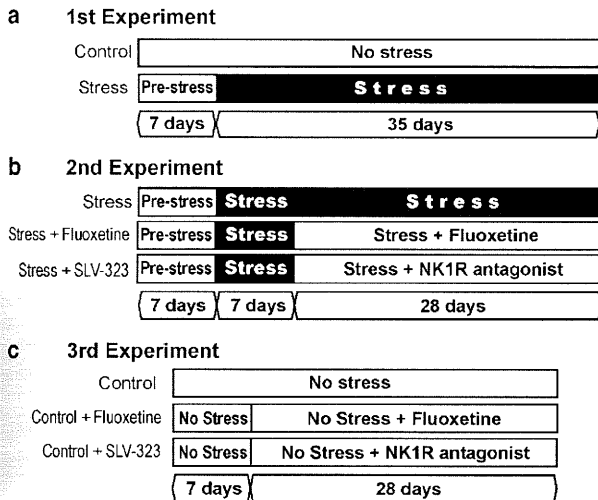 a 1st Experiment
Control No stress
Stress Pre-stress Stress
7 days 35 days
b 2nd Experiment
Stress Pre-stress Stress Stress
Stress + Fluoxetine Pre-stress Stress Stress + Fluoxetine
Stress + SLV-323 Pre-stress Stress Stress + NK1R antagonist
7 days 7 days 28 days
c 3rd Experiment
Control No stress
Control + Fluoxetine No Stress No Stress + Fluoxetine
Control + SLV-323 No Stress No Stress + NK1R antagonist
7 days 28 days